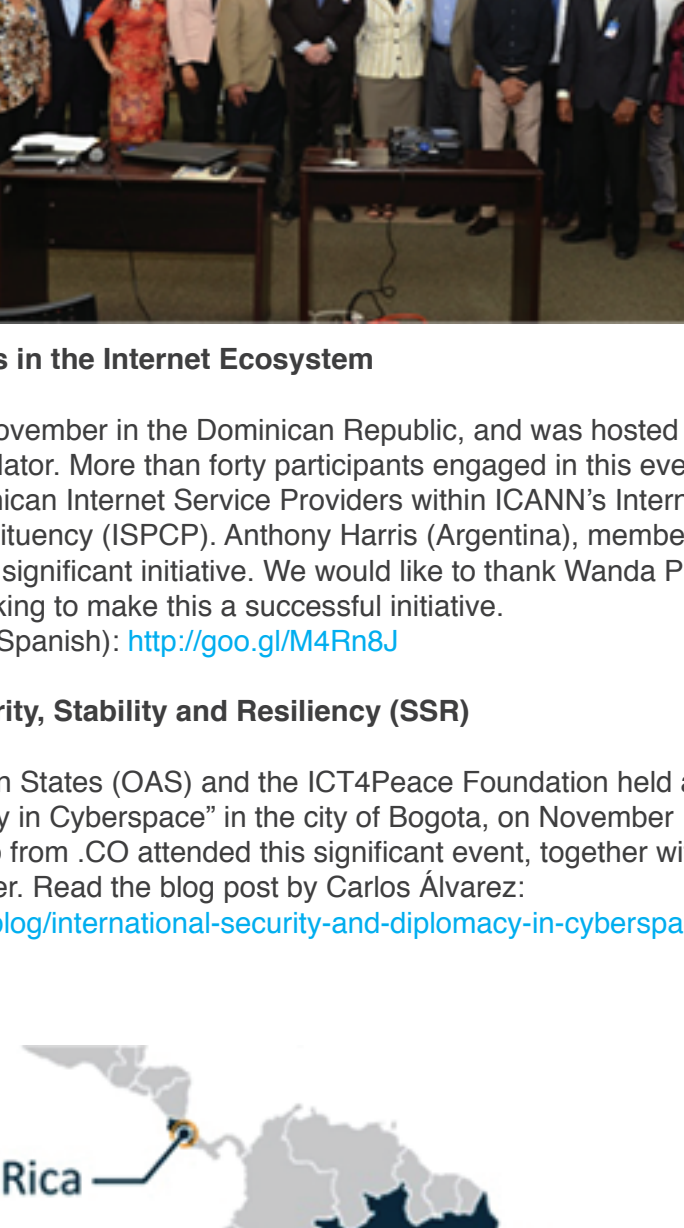 s in the Internet Ecosystem
ovember in the Dominican Republic, and was hosted
lator. More than forty participants engaged in this eve
nican Internet Service Providers within ICANN’s Intern
ituency (ISPCP). Anthony Harris (Argentina), membe
significant initiative. We would like to thank Wanda P
king to make this a successful initiative.
Spanish): http://goo.gl/M4Rn8J
rity, Stability and Resiliency (SSR)
n States (OAS) and the ICT4Peace Foundation held a
y in Cyberspace” in the city of Bogota, on November
o from .CO attended this significant event, together wi
er. Read the blog post by Carlos Álvarez:
blog/international-security-and-diplomacy-in-cyberspa
Rica